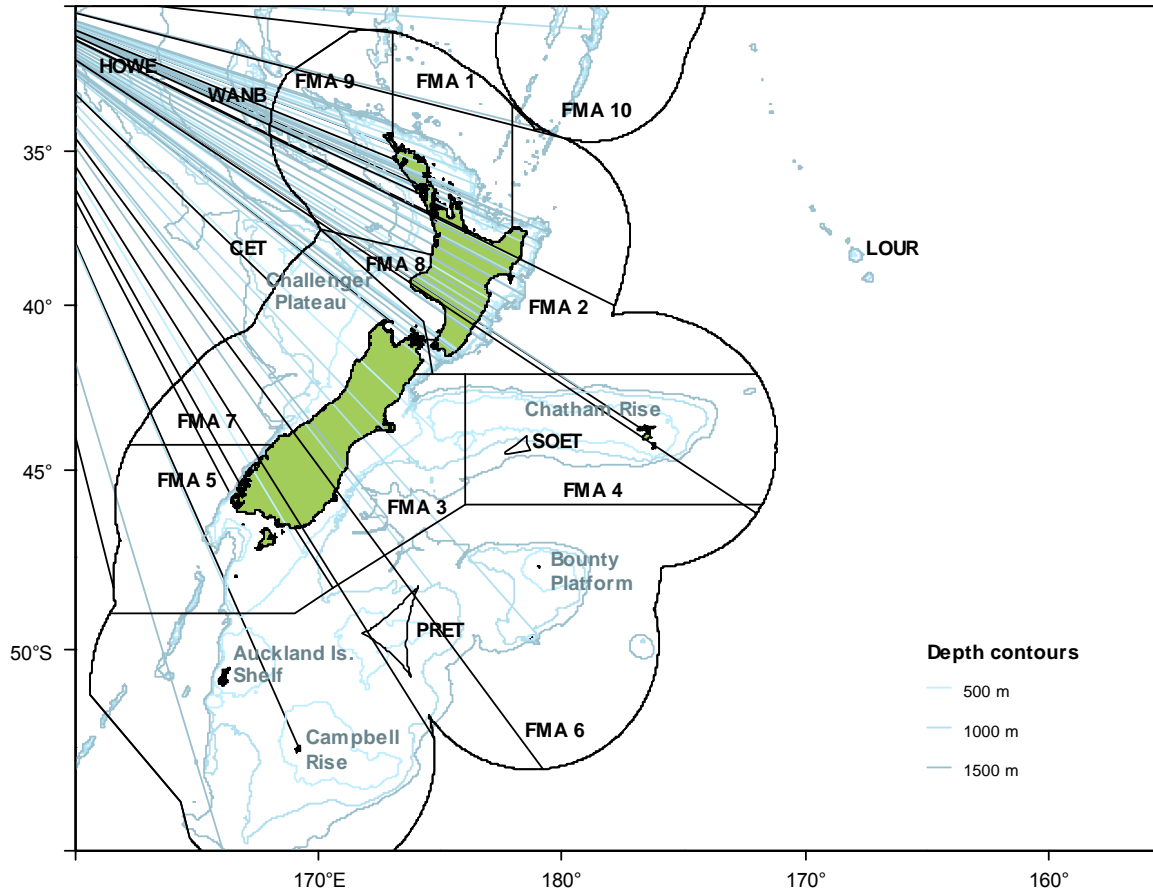 HOWE
WANB
FMA 9
FMA 1
FMA 10
35°
CET
FMA 8
LOUR
Challenger
Plateau
40°
FMA 2
FMA 7
Chatham Rise
SOET
45°
FMA 5
FMA 4
FMA 3
Bounty
Platform
PRET
50°S
Auckland Is.
Shelf
Depth contours
500 m
1000 m
1500 m
FMA 6
Campbell
Rise
170°E
180°
170°
160°